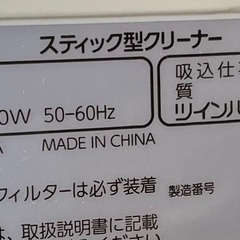 スティック型クリーナー
吸込仕
0W 50-60Hz
質
ツインバ
A MADE IN CHINA
フィルターは必ず装着 製造番号
は、取扱説明書に記載